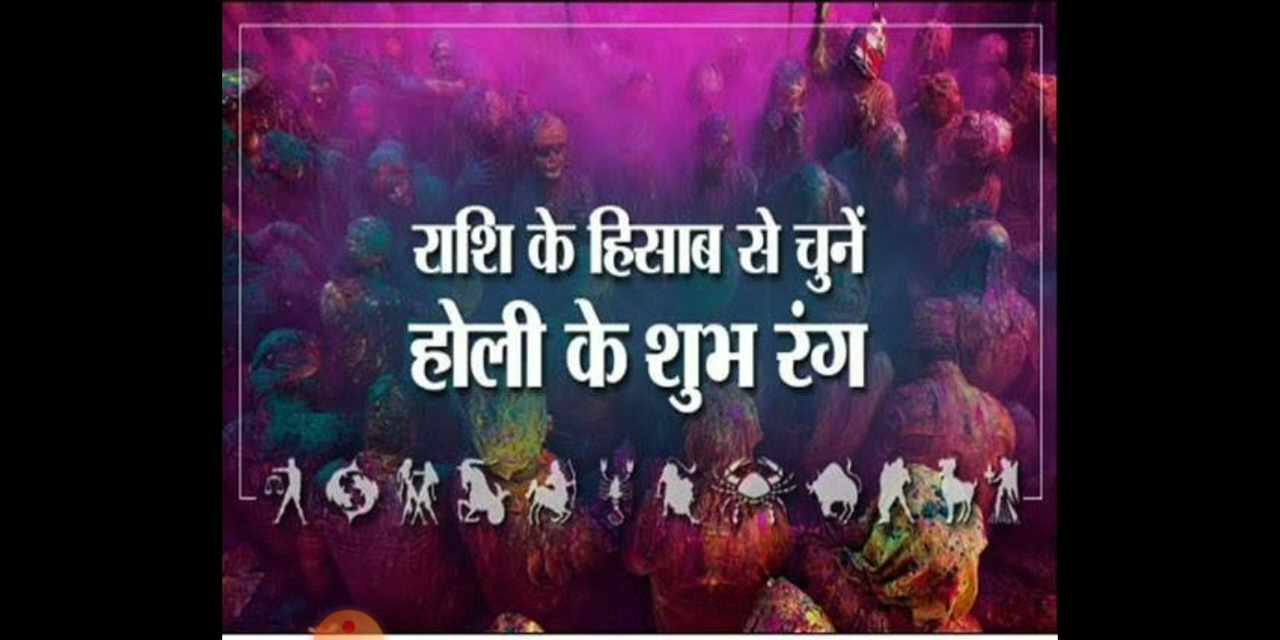 राशि के हिसाब से चुनें
होली के शुभ रंग